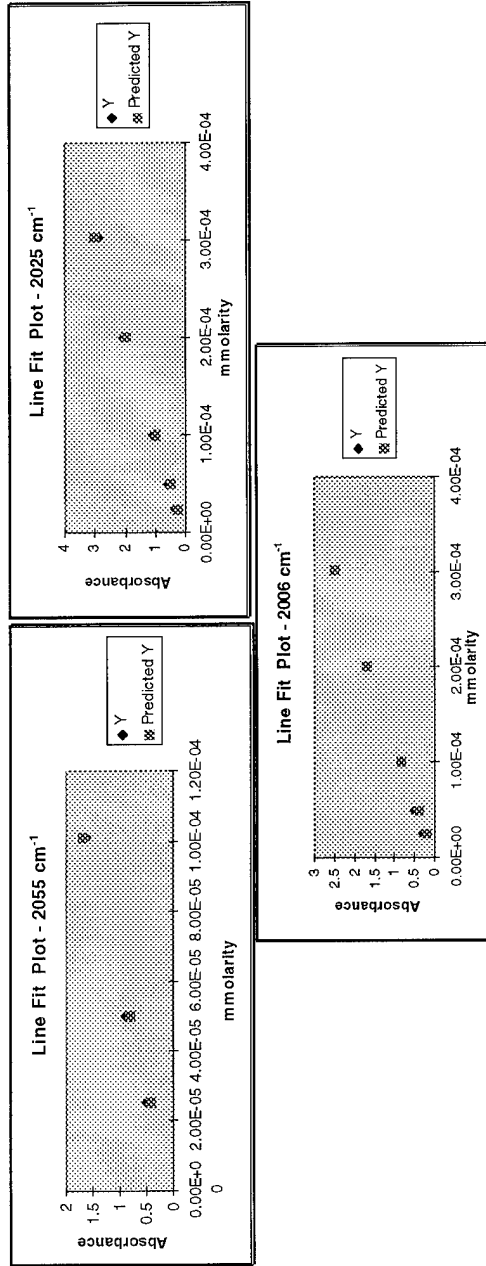 Line Fit Plot - 2055 cm-1
Absorbance
2
1.5
1
0.5
0
0.00E+0 2.00E-05 4.00E-05 6.00E-05 8.00E-05 1.00E-04 1.20E-04
0
mmolarity
Y
Predicted Y
Line Fit Plot - 2025 cm-1
Absorbance
4
3
2
1
0
0.00E+00 1.00E-04 2.00E-04 3.00E-04 4.00E-04
mmolarity
Y
Predicted Y
Line Fit Plot - 2006 cm-1
Absorbance
3
2.5
2
1.5
1
0.5
0
0.00E+00 1.00E-04 2.00E-04 3.00E-04 4.00E-04
mmolarity
Y
Predicted Y